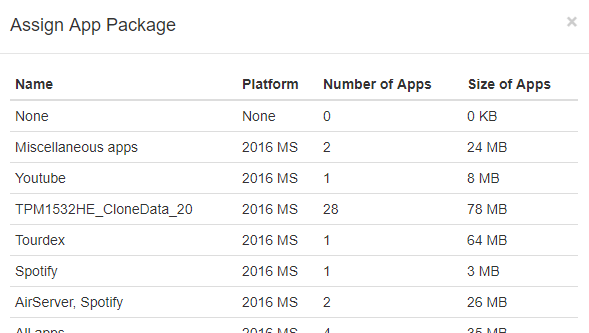 Assign App Package ×
Name Platform Number of Apps Size of Apps
None None 0 0 KB
Miscellaneous apps 2016 MS 2 24 MB
Youtube 2016 MS 1 8 MB
TPM1532HE_CloneData_20 2016 MS 28 78 MB
Tourdex 2016 MS 1 64 MB
Spotify 2016 MS 1 3 MB
AirServer, Spotify 2016 MS 2 26 MB
All apps 2016 MS 4 35 MB